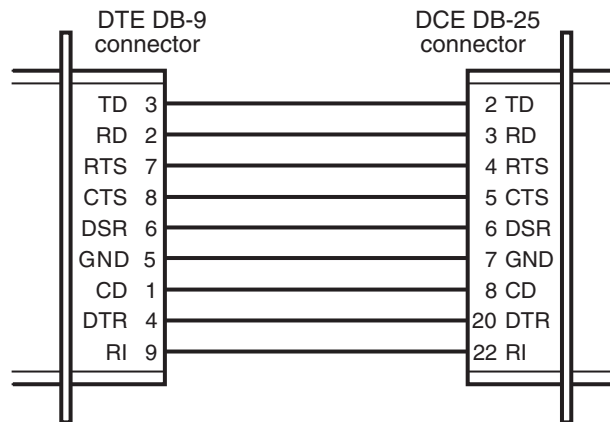 DTE DB-9 connector
DCE DB-25 connector
TD 3 2 TD
RD 2 3 RD
RTS 7 4 RTS
CTS 8 5 CTS
DSR 6 6 DSR
GND 5 7 GND
CD 1 8 CD
DTR 4 20 DTR
RI 9 22 RI